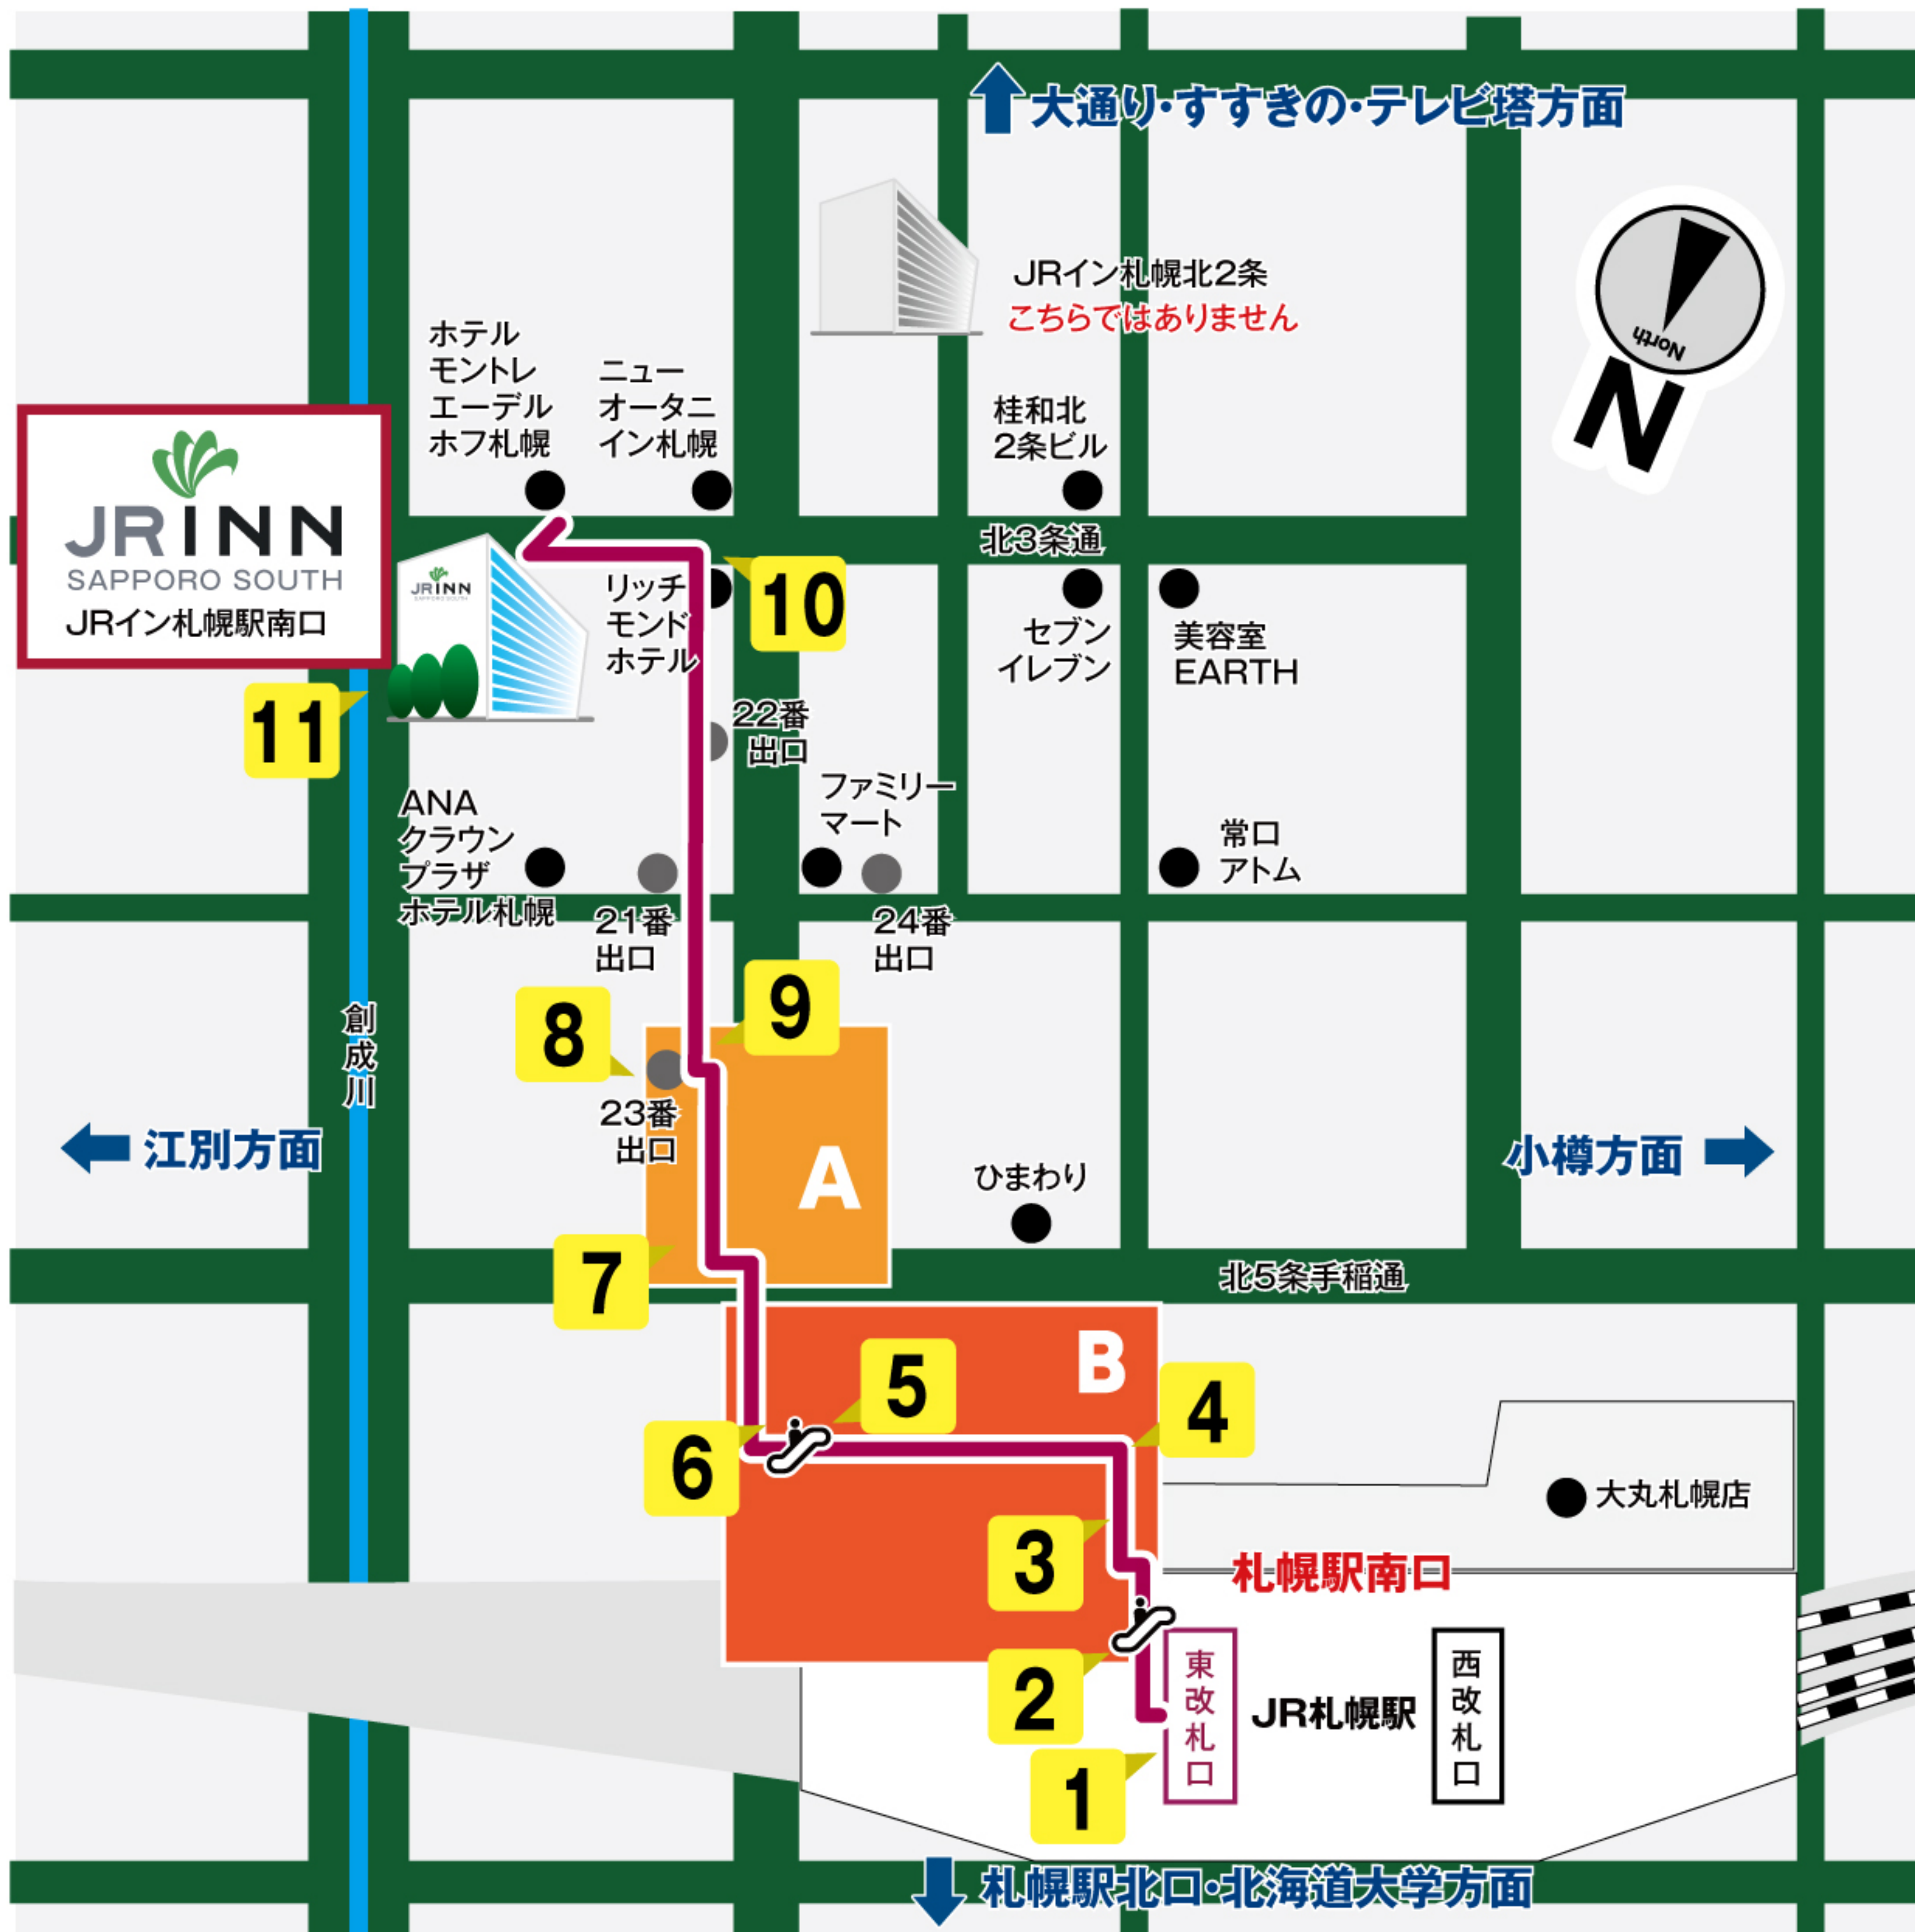 大通り・すすきの・テレビ塔方面
JRイン札幌北2条
こちらではありません
North
N
ホテル
モントレ
エーデル
ホフ札幌
ニュー
オータニ
イン札幌
桂和北
2条ビル
JR INN
SAPPORO SOUTH
JRイン札幌駅南口
北3条通
JR INN
SAPPORO SOUTH
リッチ
モンド
ホテル
10
セブン
イレブン
美容室
EARTH
11
22番
出口
ANA
クラウン
プラザ
ホテル札幌
ファミリー
マート
常口
アトム
21番
出口
24番
出口
8
9
創成川
23番
出口
A
江別方面
小樽方面
ひまわり
7
北5条手稲通
B
5
4
6
大丸札幌店
3
札幌駅南口
2
東改札口
JR札幌駅
西改札口
1
札幌駅北口・北海道大学方面